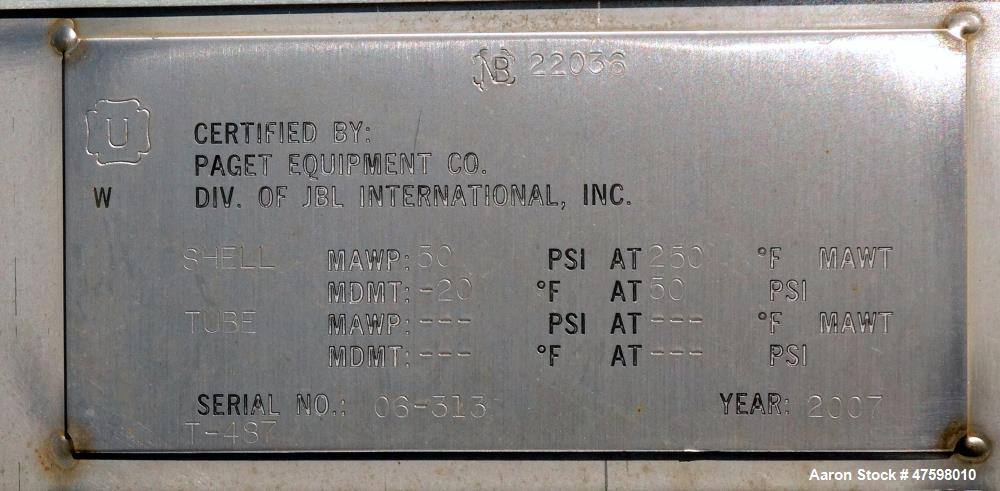 NB 22036
U
CERTIFIED BY:
PAGET EQUIPMENT CO.
W DIV. OF JBL INTERNATIONAL, INC.
SHELL MAWP: 50 PSI AT 250 °F MAWT
MDMT: -20 °F AT 50 PSI
TUBE MAWP: --- PSI AT --- °F MAWT
MDMT: --- °F AT --- PSI
SERIAL NO.: 06-313 YEAR: 2007
T-487
Aaron Stock # 47598010